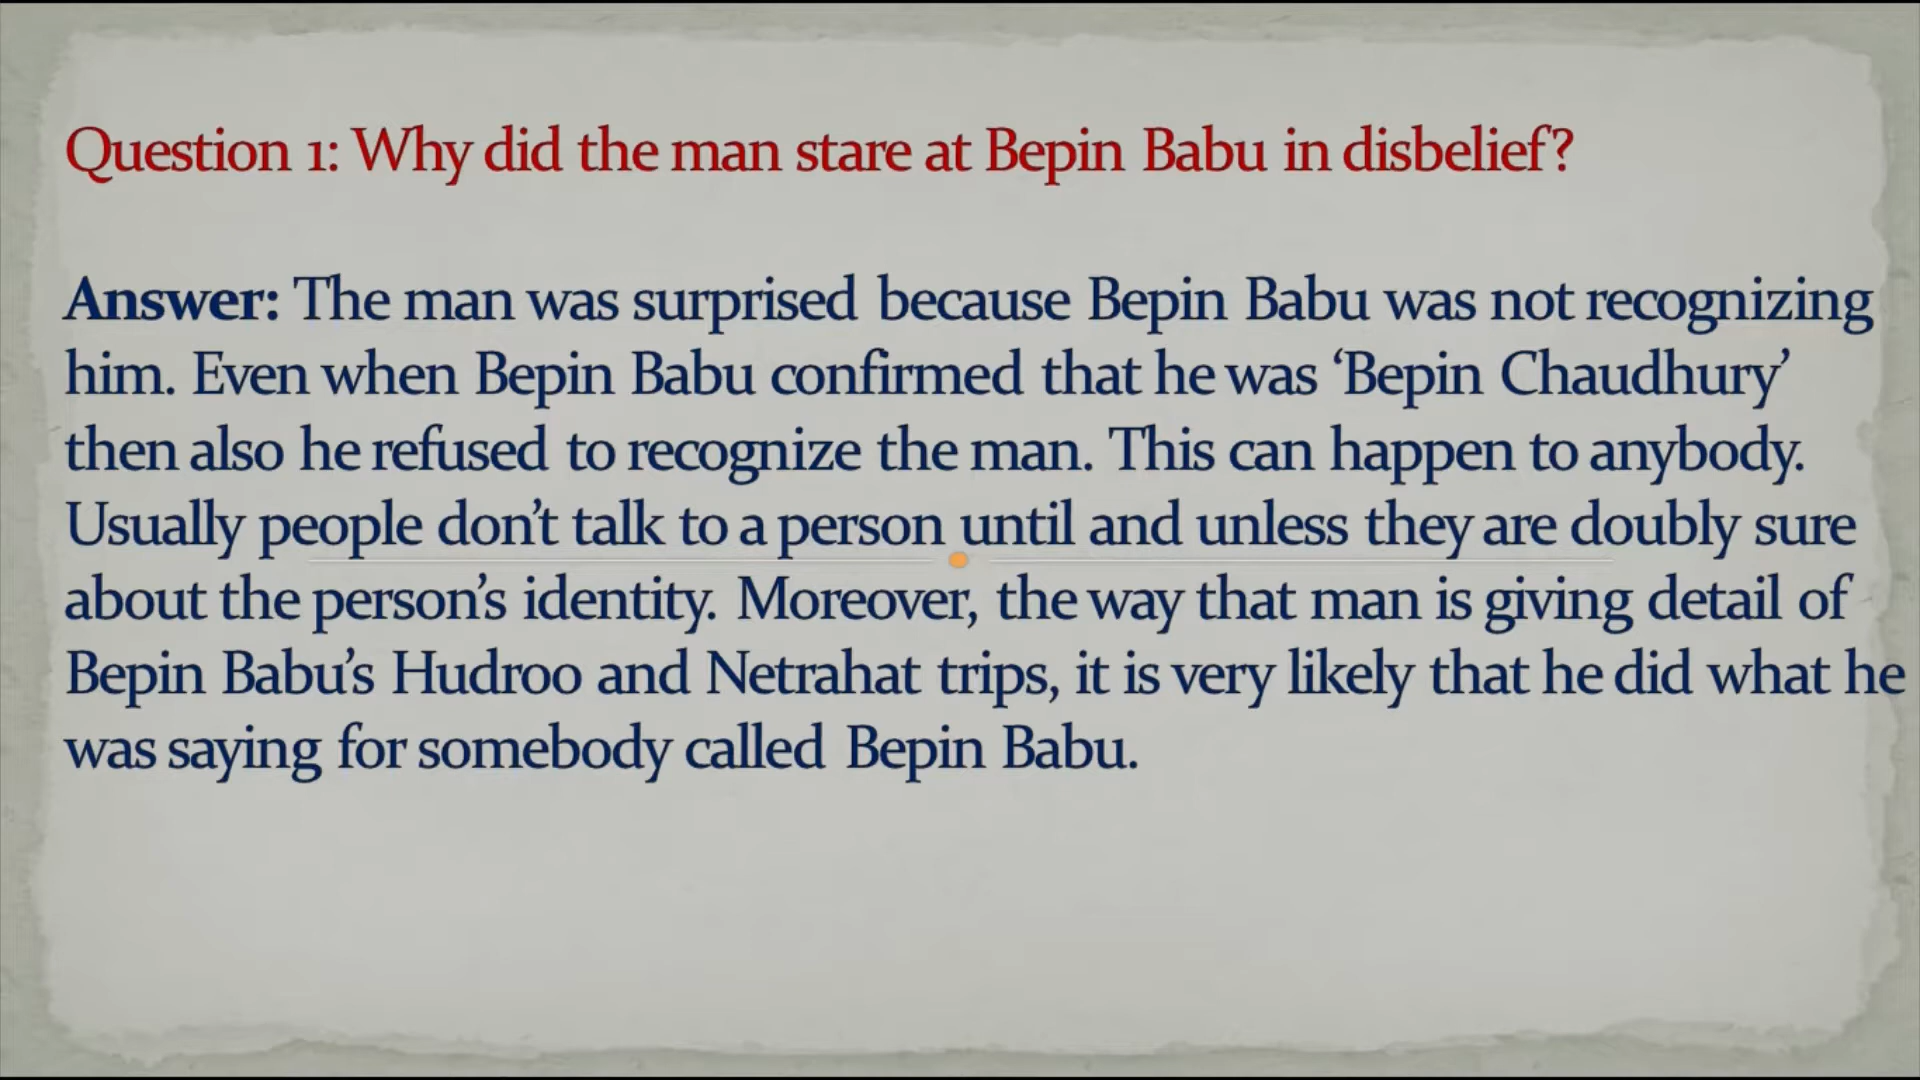 Question 1: Why did the man stare at Bepin Babu in disbelief?
Answer: The man was surprised because Bepin Babu was not recognizing
him. Even when Bepin Babu confirmed that he was ‘Bepin Chaudhury’
then also he refused to recognize the man. This can happen to anybody.
Usually people don’t talk to a person until and unless they are doubly sure
about the person’s identity. Moreover, the way that man is giving detail of
Bepin Babu’s Hudroo and Netrahat trips, it is very likely that he did what he
was saying for somebody called Bepin Babu.